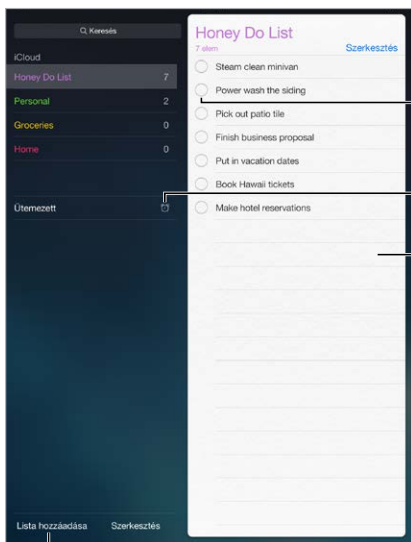 Keresés
iCloud
Honey Do List 7
Personal 2
Groceries 0
Home 0
Ütemezett
Lista hozzáadása Szerkesztés
Honey Do List
7 elem Szerkesztés
Steam clean minivan
Power wash the siding
Pick out patio tile
Finish business proposal
Put in vacation dates
Book Hawaii tickets
Make hotel reservations